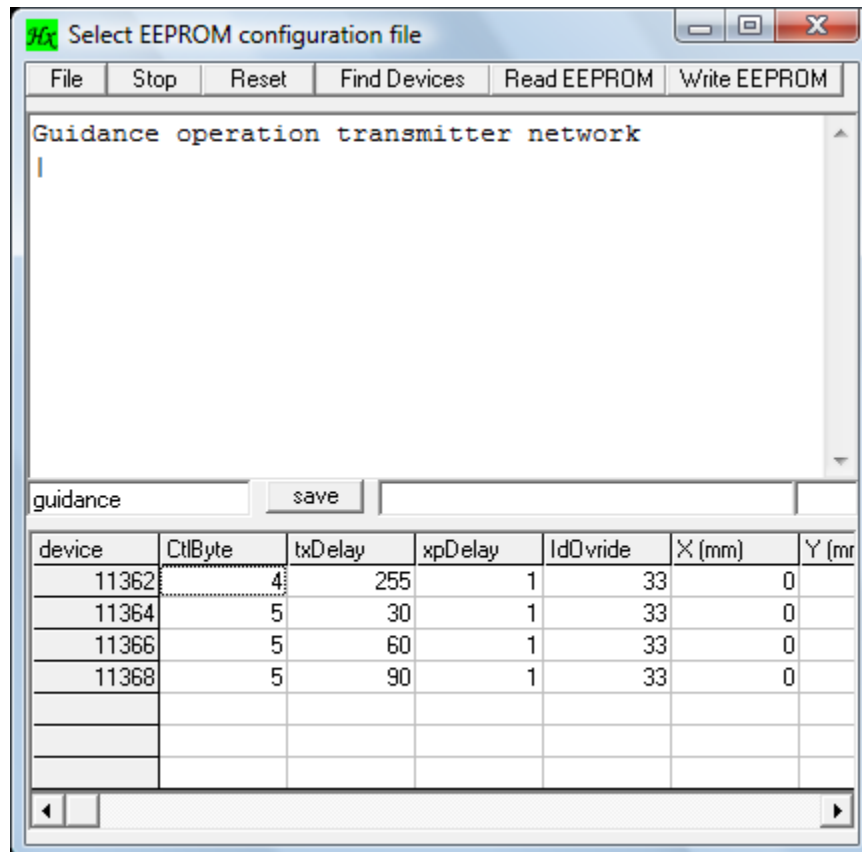 Hx Select EEPROM configuration file
File Stop Reset Find Devices Read EEPROM Write EEPROM
Guidance operation transmitter network
guidance save
device CtlByte txDelay xpDelay IdOvride X (mm) Y (mr
11362 4 255 1 33 0
11364 5 30 1 33 0
11366 5 60 1 33 0
11368 5 90 1 33 0